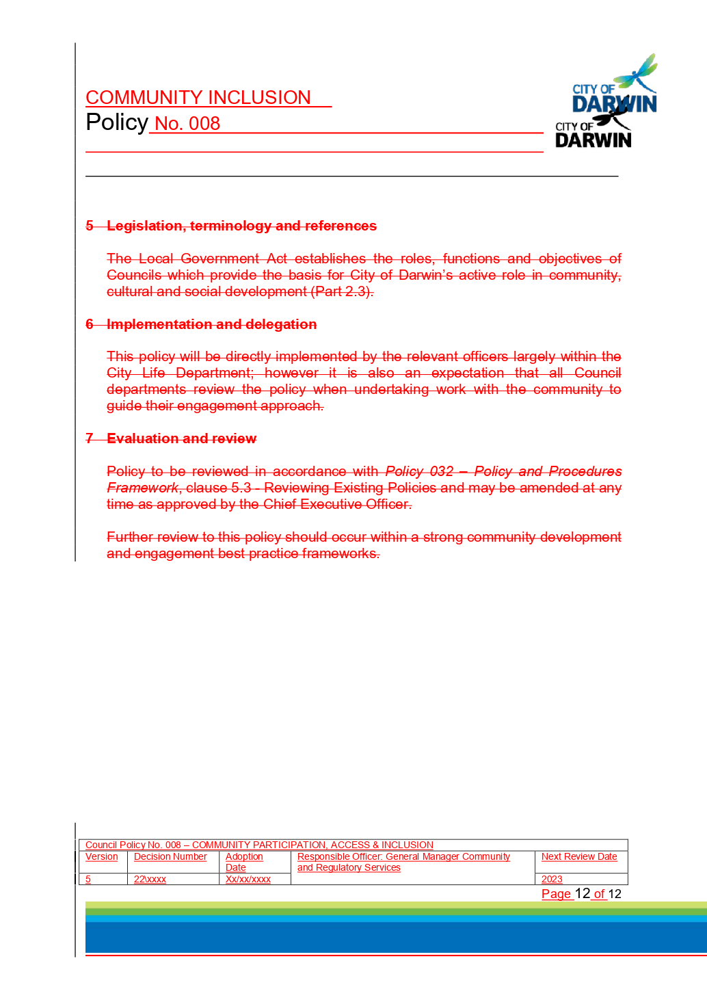 COMMUNITY INCLUSION
Policy No. 008
CITY OF
DARWIN
CITY OF
DARWIN
5 Legislation, terminology and references
The Local Government Act establishes the roles, functions and objectives of
Councils which provide the basis for City of Darwin’s active role in community,
cultural and social development (Part 2.3).
6 Implementation and delegation
This policy will be directly implemented by the relevant officers largely within the
City Life Department; however it is also an expectation that all Council
departments review the policy when undertaking work with the community to
guide their engagement approach.
7 Evaluation and review
Policy to be reviewed in accordance with Policy 032 – Policy and Procedures
Framework, clause 5.3 - Reviewing Existing Policies and may be amended at any
time as approved by the Chief Executive Officer.
Further review to this policy should occur within a strong community development
and engagement best practice frameworks.
Council Policy No. 008 – COMMUNITY PARTICIPATION, ACCESS & INCLUSION
Version Decision Number Adoption Responsible Officer: General Manager Community Next Review Date
Date and Regulatory Services
5 22\xxxx Xx/xx/xxxx 2023
Page 12 of 12